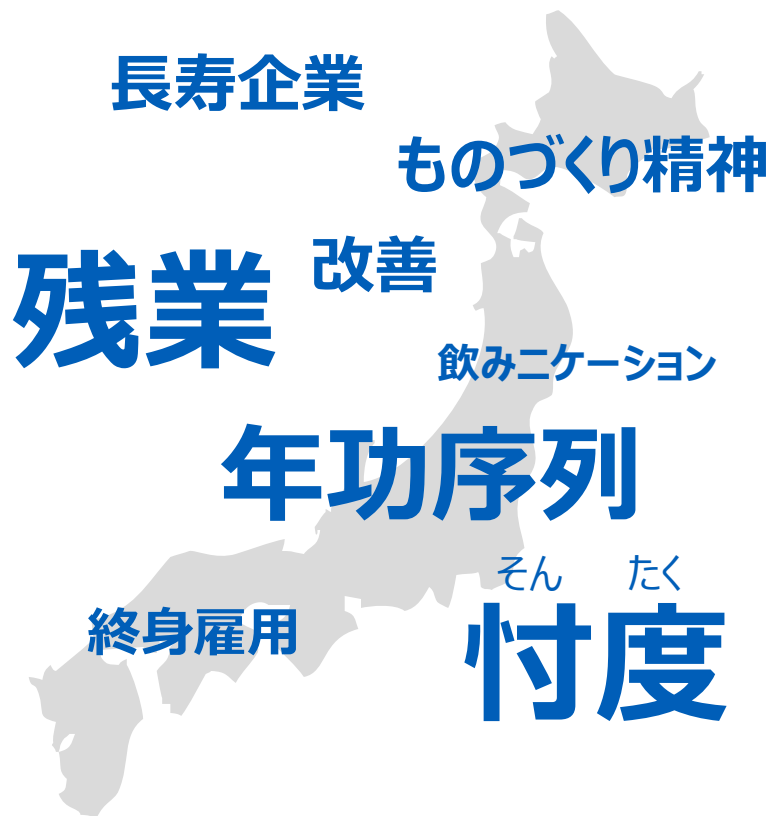 長寿企業
ものづくり精神
改善
残業
飲みニケーション
年功序列
そん たく
忖度
終身雇用